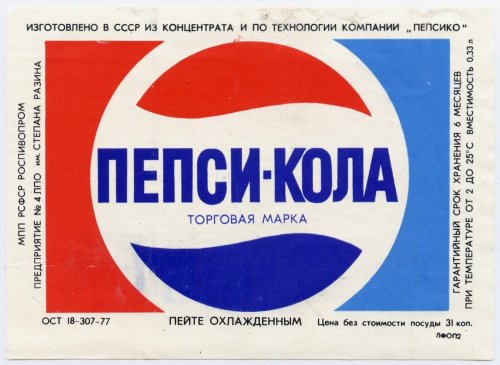 ИЗГОТОВЛЕНО В СССР ИЗ КОНЦЕНТРАТА И ПО ТЕХНОЛОГИИ КОМПАНИИ „ПЕПСИКО"
МПП РСФСР РОСПИВОПРОМ
ПРЕДПРИЯТИЕ № 4 ЛПО им. СТЕПАНА РАЗИНА
ПЕПСИ-КОЛА
ТОРГОВАЯ МАРКА
ГАРАНТИЙНЫЙ СРОК ХРАНЕНИЯ 6 МЕСЯЦЕВ
ПРИ ТЕМПЕРАТУРЕ ОТ 2 ДО 25°С ВМЕСТИМОСТЬ 0,33 л
ОСТ 18-307-77 ПЕЙТЕ ОХЛАЖДЕННЫМ Цена без стоимости посуды 31 коп.
ЛФОП2